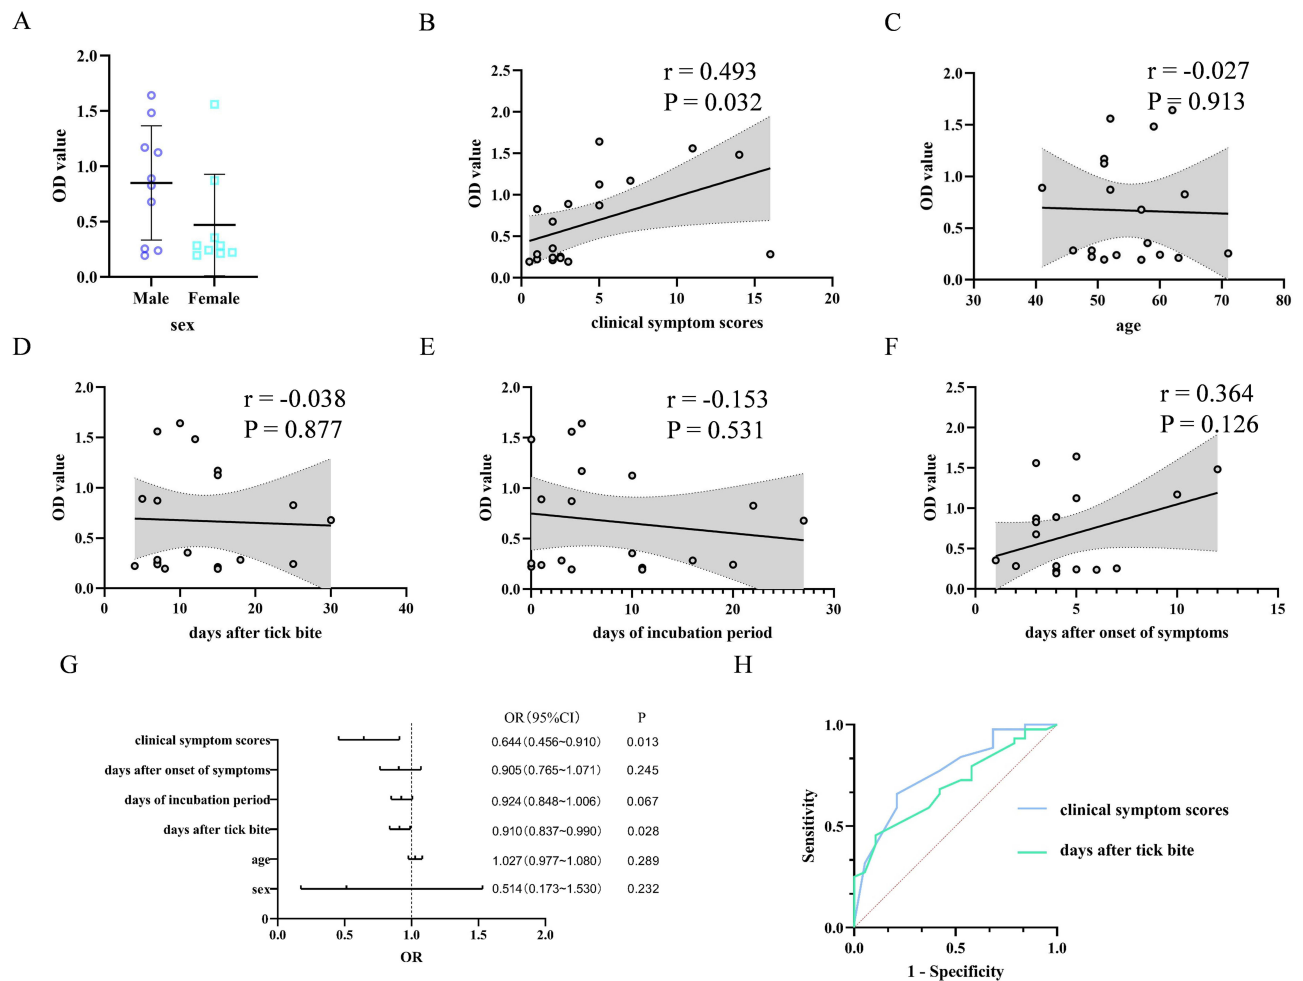 A
2.0
1.5
1.0
0.5
0.0
OD value
Male Female
sex
B
r = 0.493
P = 0.032
2.5
2.0
1.5
1.0
0.5
0.0
OD value
0 5 10 15 20
clinical symptom scores
C
r = -0.027
P = 0.913
2.0
1.5
1.0
0.5
0.0
OD value
30 40 50 60 70 80
age
D
r = -0.038
P = 0.877
2.0
1.5
1.0
0.5
0.0
OD value
0 10 20 30 40
days after tick bite
E
r = -0.153
P = 0.531
2.0
1.5
1.0
0.5
0.0
OD value
0 10 20 30
days of incubation period
F
r = 0.364
P = 0.126
2.5
2.0
1.5
1.0
0.5
0.0
OD value
0 5 10 15
days after onset of symptoms
G
OR (95%CI) P
clinical symptom scores 0.644 (0.456~0.910) 0.013
days after onset of symptoms 0.905 (0.765~1.071) 0.245
days of incubation period 0.924 (0.848~1.006) 0.067
days after tick bite 0.910 (0.837~0.990) 0.028
age 1.027 (0.977~1.080) 0.289
sex 0.514 (0.173~1.530) 0.232
0
0.0 0.5 1.0 1.5 2.0
OR
H
1.0
0.5
0.0
Sensitivity
clinical symptom scores
days after tick bite
0.0 0.5 1.0
1 - Specificity